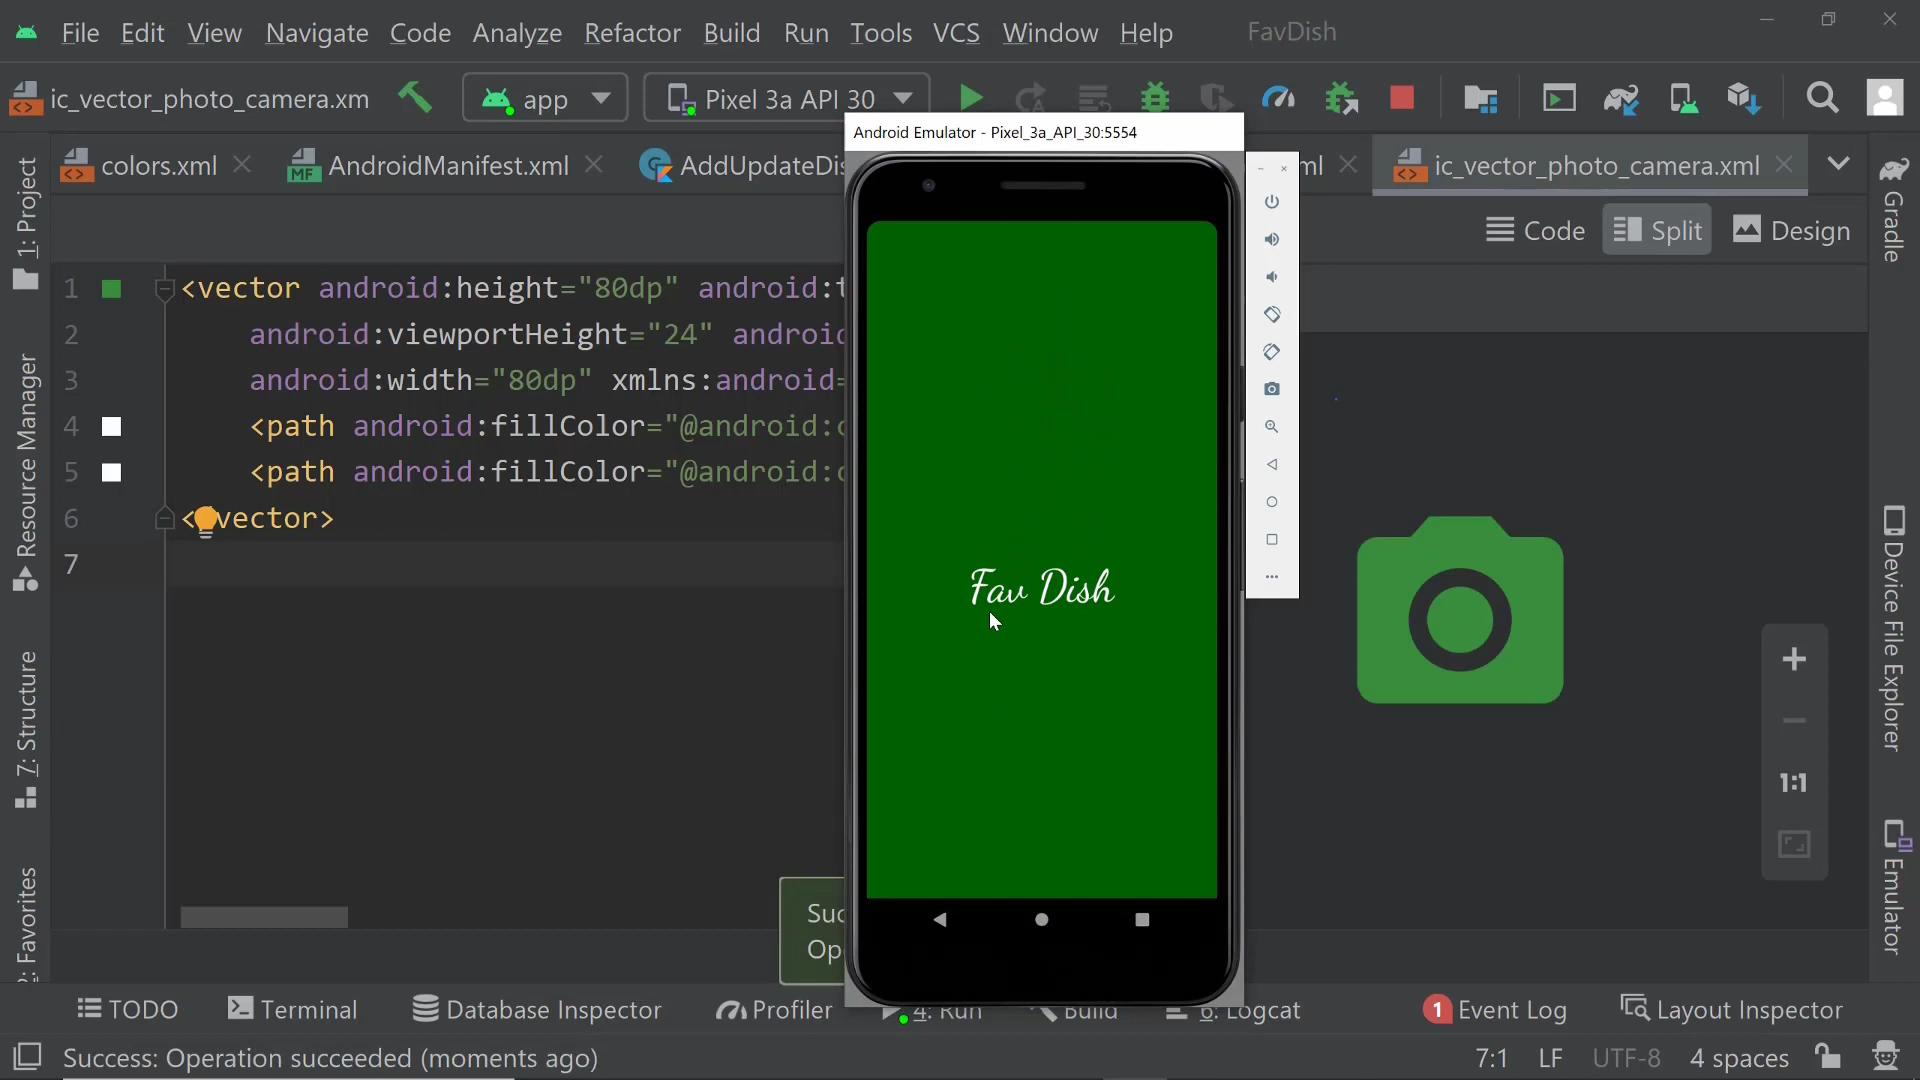 File Edit View Navigate Code Analyze Refactor Build Run Tools VCS Window Help FavDish
ic_vector_photo_camera.xm app Pixel 3a API 30
Android Emulator - Pixel_3a_API_30:5554
colors.xml AndroidManifest.xml AddUpdateDis ml ic_vector_photo_camera.xml
Code Split Design
1 <vector android:height="80dp" android:t
2 android:viewportHeight="24" android
3 android:width="80dp" xmlns:android=
4 <path android:fillColor="@android:c
5 <path android:fillColor="@android:c
6 < vector>
7
Fav Dish
1:1
Suc
Ope
1: Project
Resource Manager
7: Structure
2: Favorites
Gradle
Device File Explorer
Emulator
TODO Terminal Database Inspector Profiler 4: Run Build 6: Logcat 1 Event Log Layout Inspector
Success: Operation succeeded (moments ago) 7:1 LF UTF-8 4 spaces